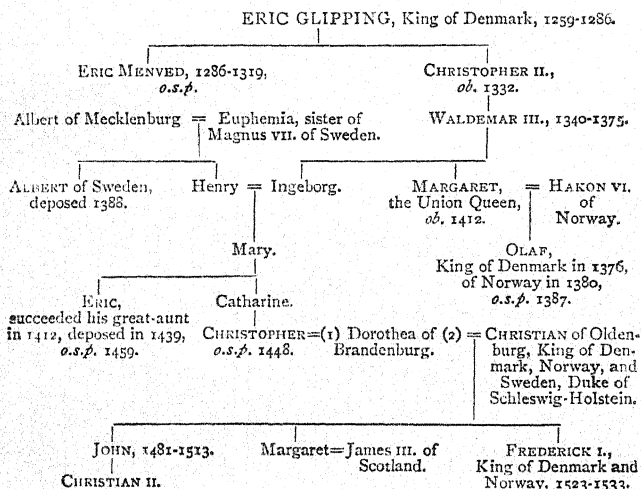 ERIC GLIPPING, King of Denmark, 1259-1286.
ERIC MENVED, 1286-1319,
o.s.p.
CHRISTOPHER II.,
ob. 1332.
Albert of Mecklenburg = Euphemia, sister of
Magnus VII. of Sweden.
WALDEMAR III., 1340-1375.
ALBERT of Sweden,
deposed 1388.
Henry = Ingeborg.
MARGARET,
the Union Queen,
ob. 1412.
= HAKON VI.
of
Norway.
Mary.
OLAF,
King of Denmark in 1376,
of Norway in 1380,
o.s.p. 1387.
ERIC,
succeeded his great-aunt
in 1412, deposed in 1439,
o.s.p. 1459.
Catharine.
CHRISTOPHER=(1) Dorothea of (2) = CHRISTIAN of Olden-
o.s.p. 1448. Brandenburg. burg, King of Den-
mark, Norway, and
Sweden, Duke of
Schleswig-Holstein.
JOHN, 1481-1513.
Margaret=James III. of
Scotland.
FREDERICK I.,
King of Denmark and
Norway, 1523-1533.
CHRISTIAN II.